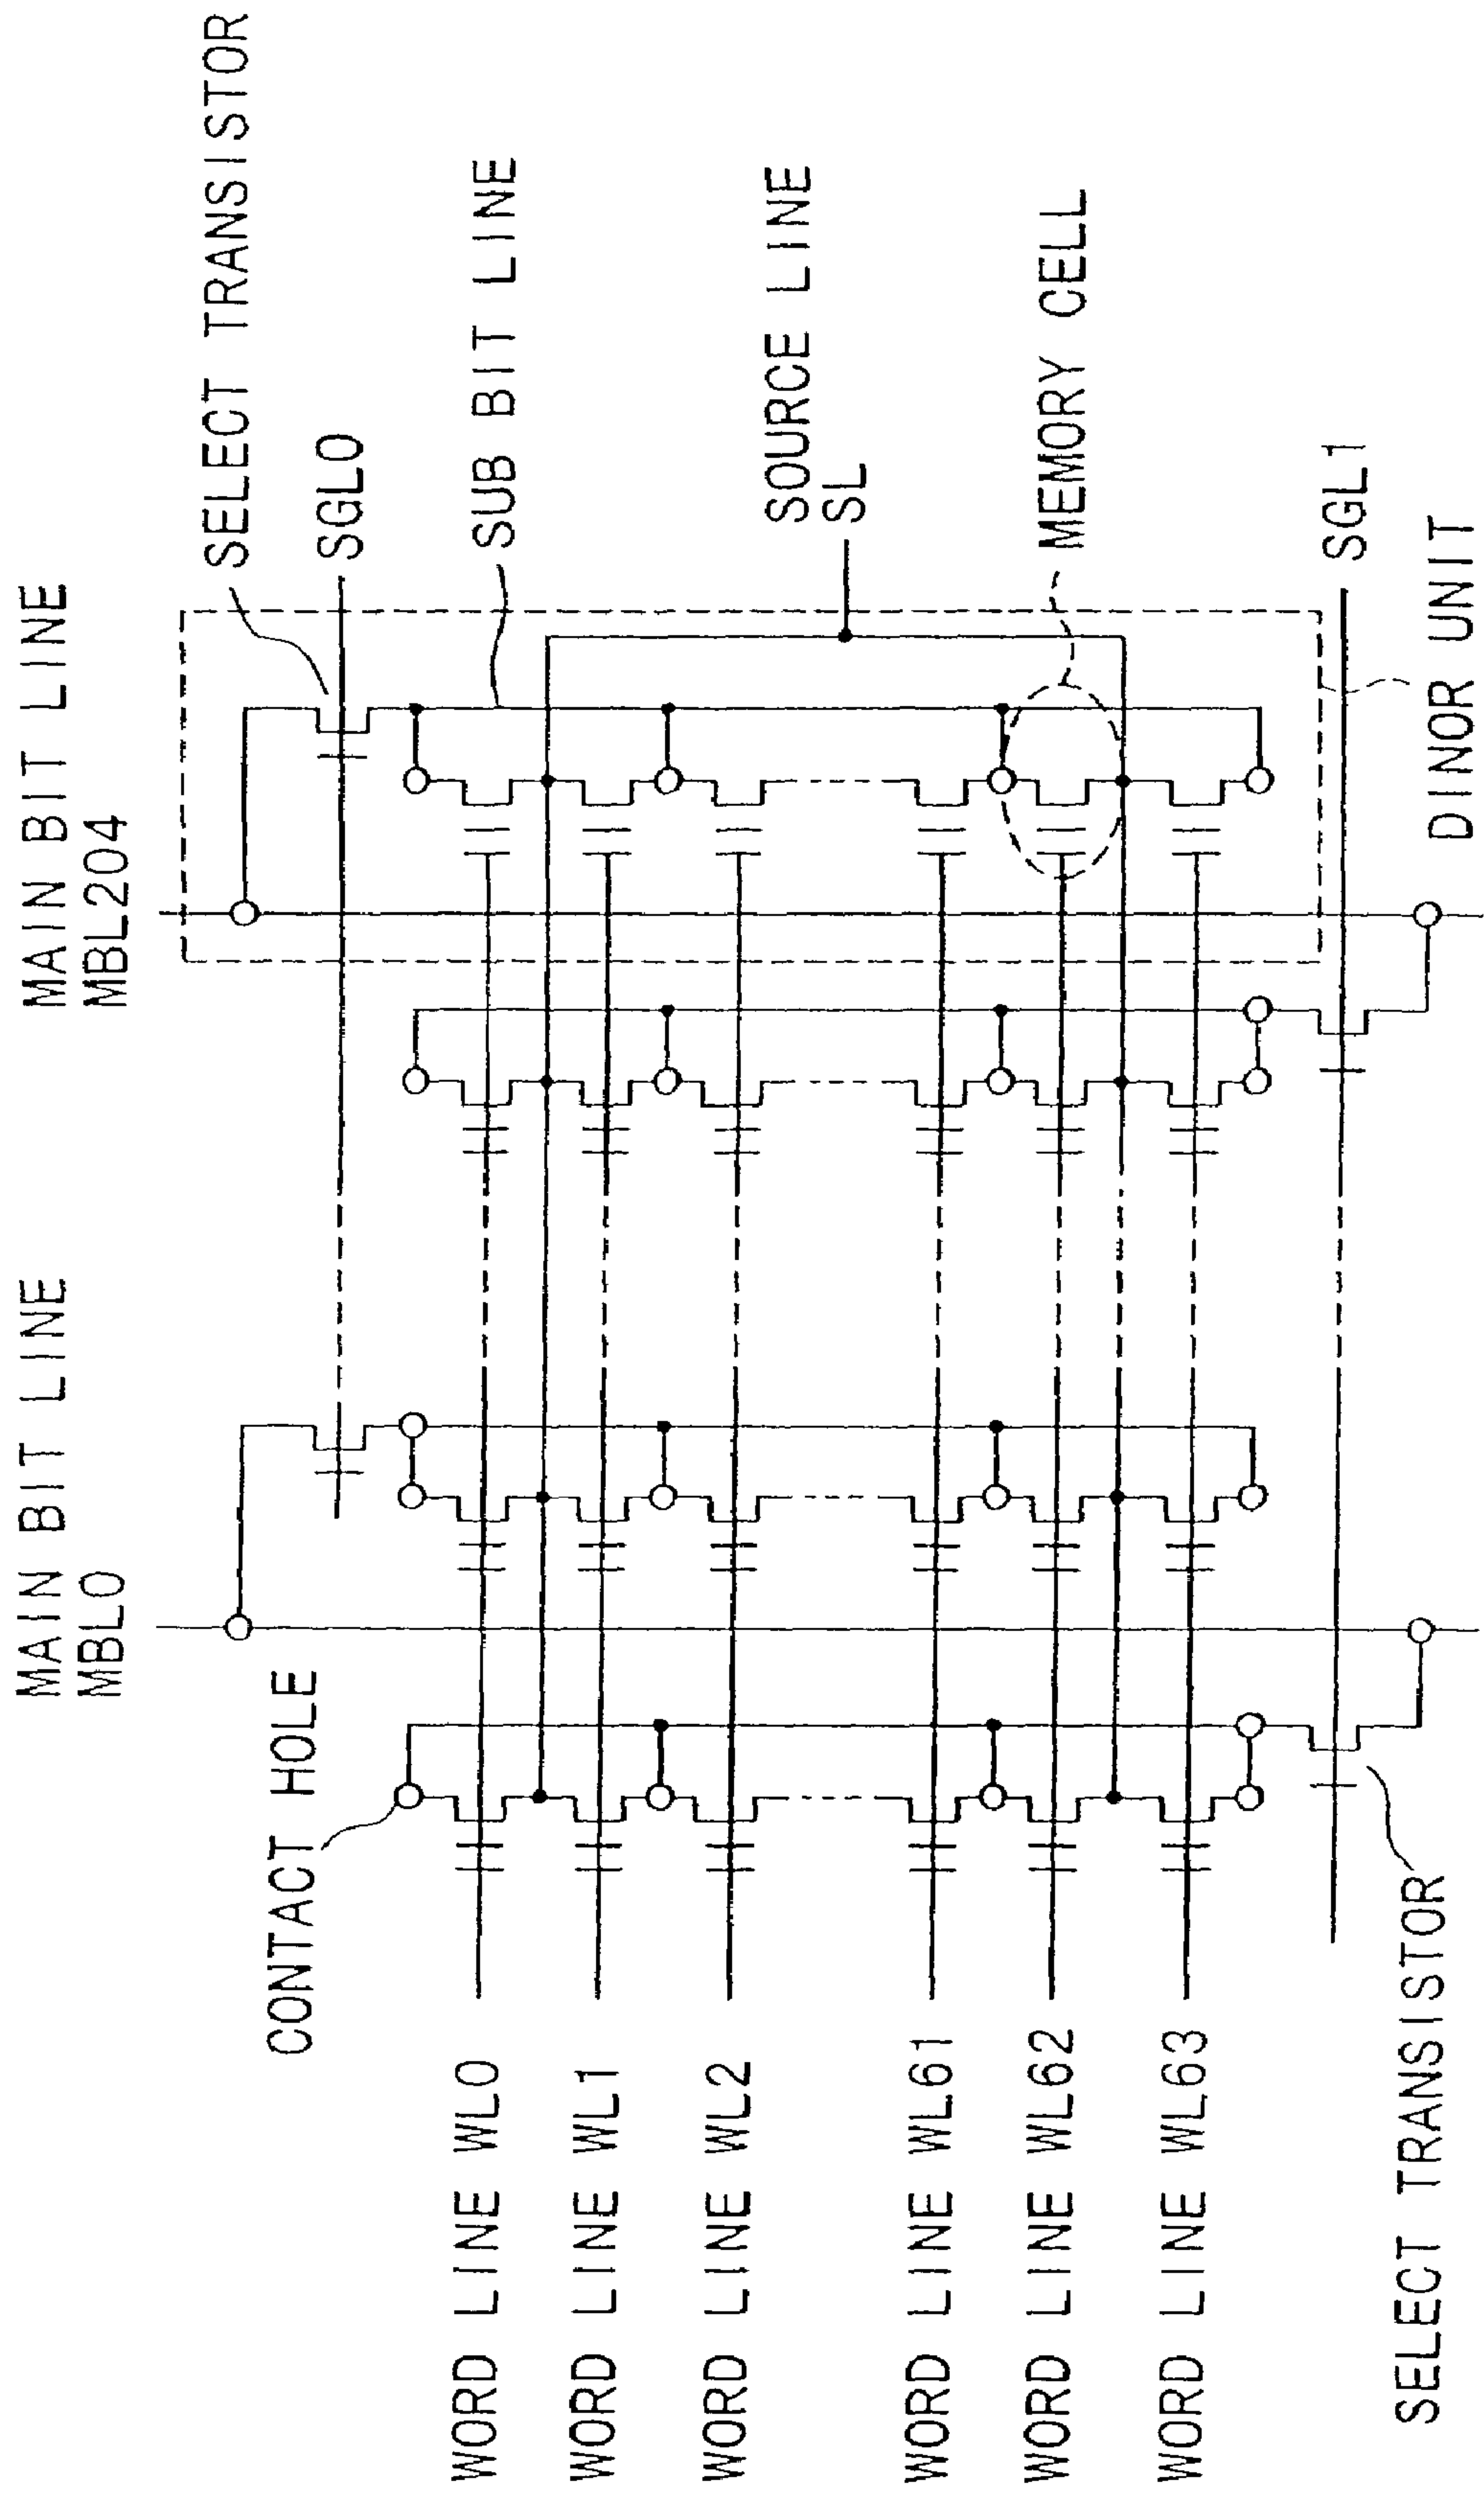 MAIN BIT LINE
MBL0
MAIN BIT LINE
MBL204
CONTACT HOLE
SELECT TRANSISTOR
SGL0
WORD LINE WL0
SUB BIT LINE
WORD LINE WL1
WORD LINE WL2
SOURCE LINE
SL
WORD LINE WL61
WORD LINE WL62
MEMORY CELL
WORD LINE WL63
SGL1
SELECT TRANSISTOR
DINOR UNIT